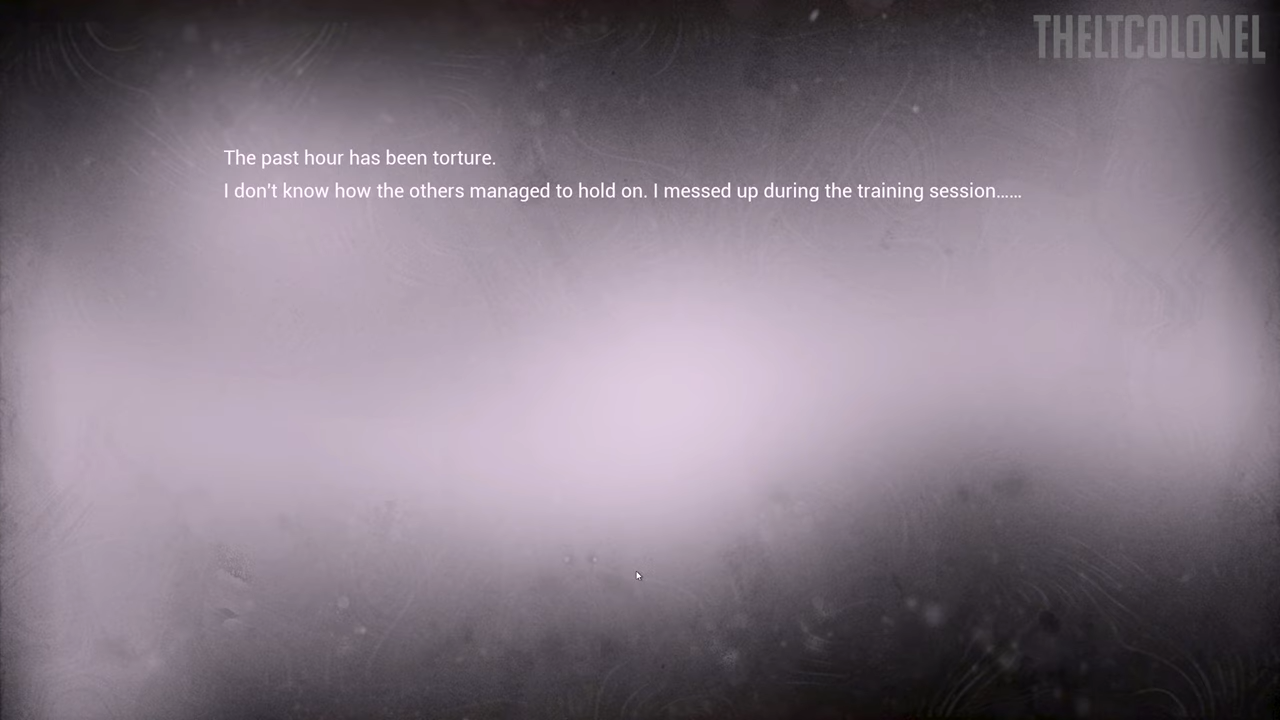 THELTCOLONEL
The past hour has been torture.
I don't know how the others managed to hold on. I messed up during the training session......